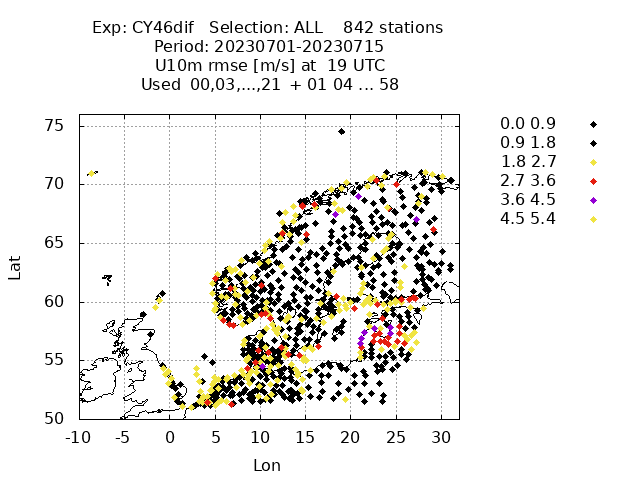 Exp: CY46dif Selection: ALL 842 stations
Period: 20230701-20230715
U10m rmse [m/s] at 19 UTC
Used 00,03,...,21 + 01 04 ... 58
75
70
65
60
55
50
Lat
-10 -5 0 5 10 15 20 25 30
Lon
0.0 0.9
0.9 1.8
1.8 2.7
2.7 3.6
3.6 4.5
4.5 5.4